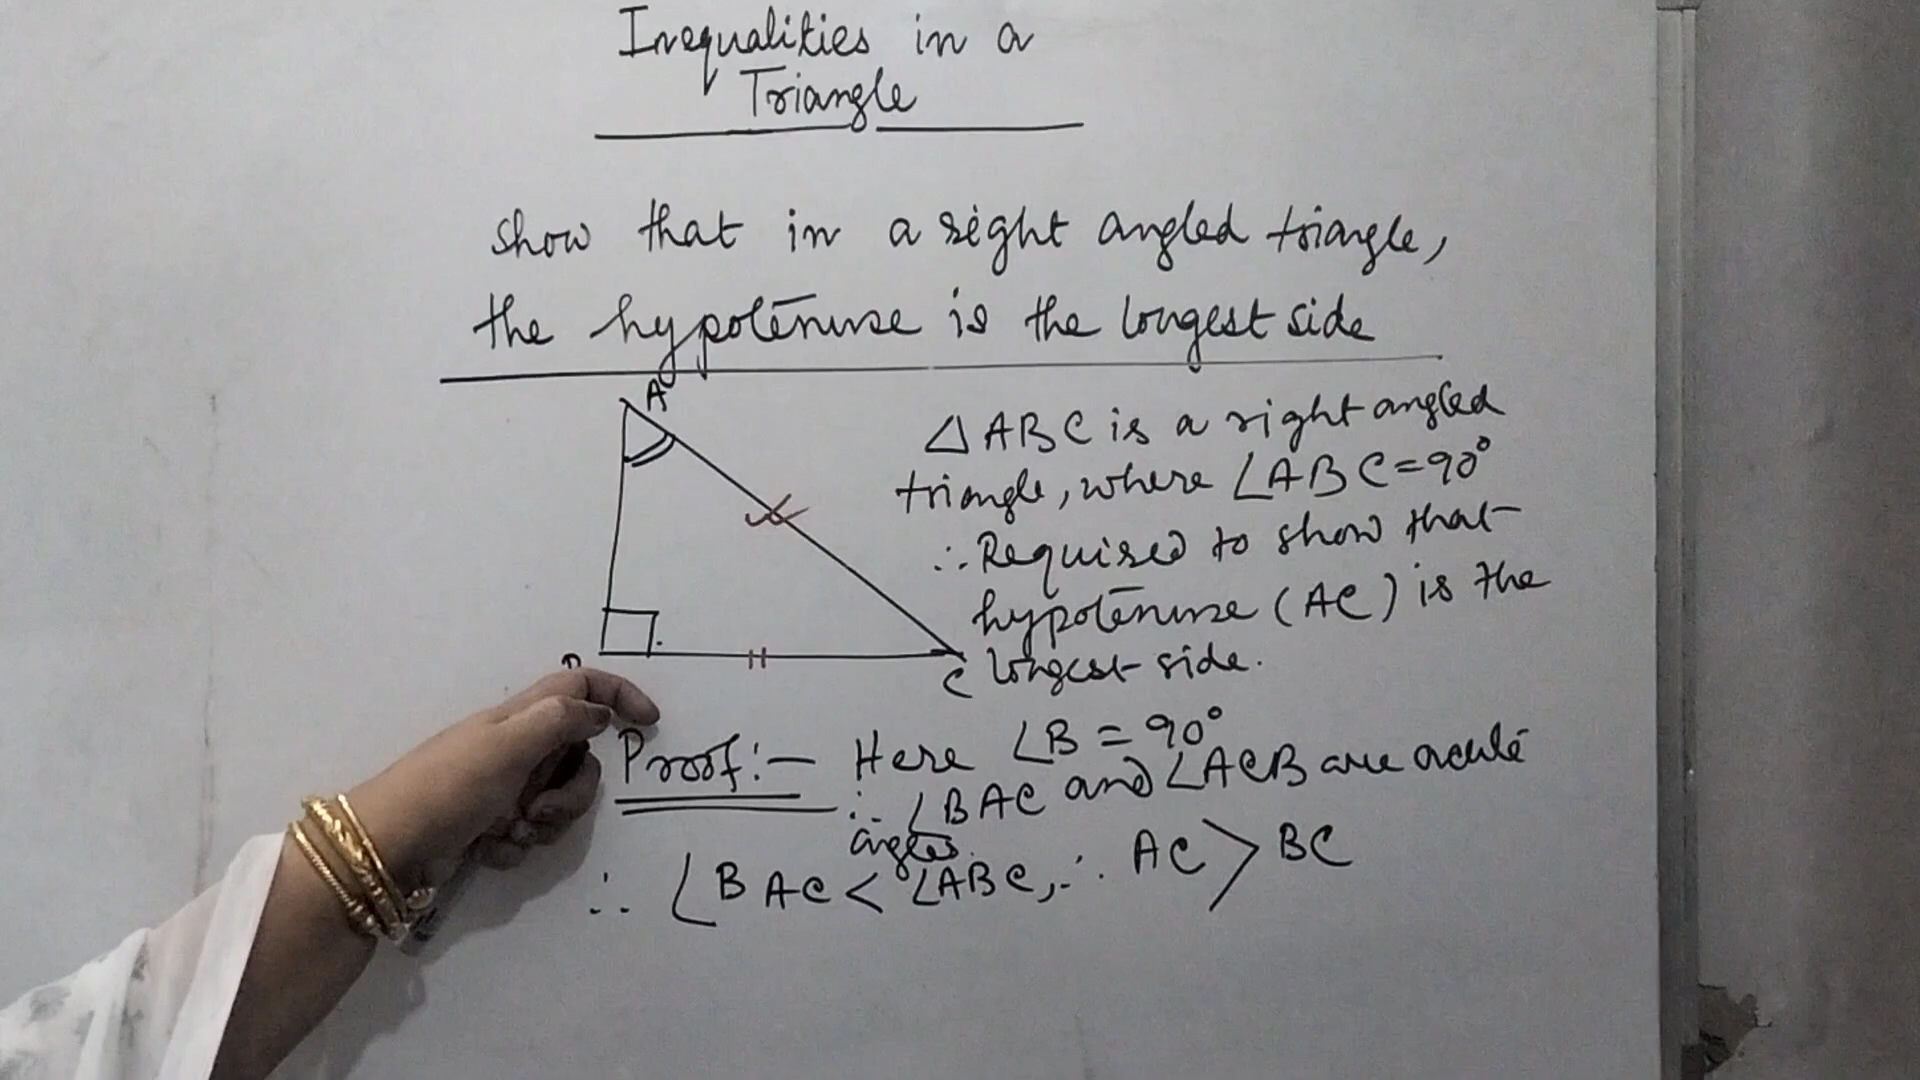 Inequalities in a
Triangle
show that in a right angled triangle,
the hypotenuse is the longest side
A
△ABC is a right angled
triangle, where ∠ABC=90°
∴ Required to show that
hypotenuse (AC) is the
C longest side.
Proof:— Here ∠B = 90°
∴ ∠BAC and ∠ACB are acute
angles.
∴ ∠BAC < ∠ABC, ∴ AC > BC